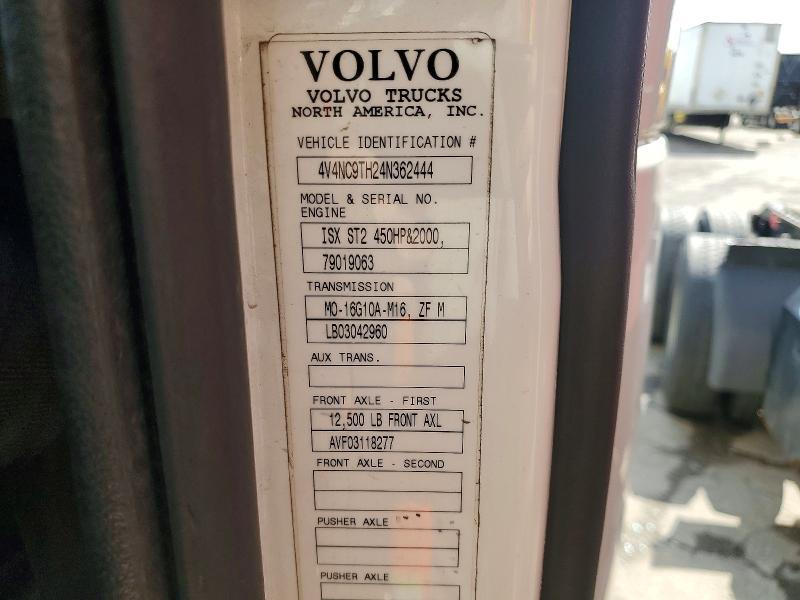 VOLVO
VOLVO TRUCKS
NORTH AMERICA, INC.
VEHICLE IDENTIFICATION #
4V4NC9TH24N362444
MODEL & SERIAL NO.
ENGINE
ISX ST2 450HP&2000,
79019063
TRANSMISSION
MO-16G10A-M16, ZF M
LB03042960
AUX TRANS.
FRONT AXLE - FIRST
12,500 LB FRONT AXL
AVF03118277
FRONT AXLE - SECOND
PUSHER AXLE
PUSHER AXLE